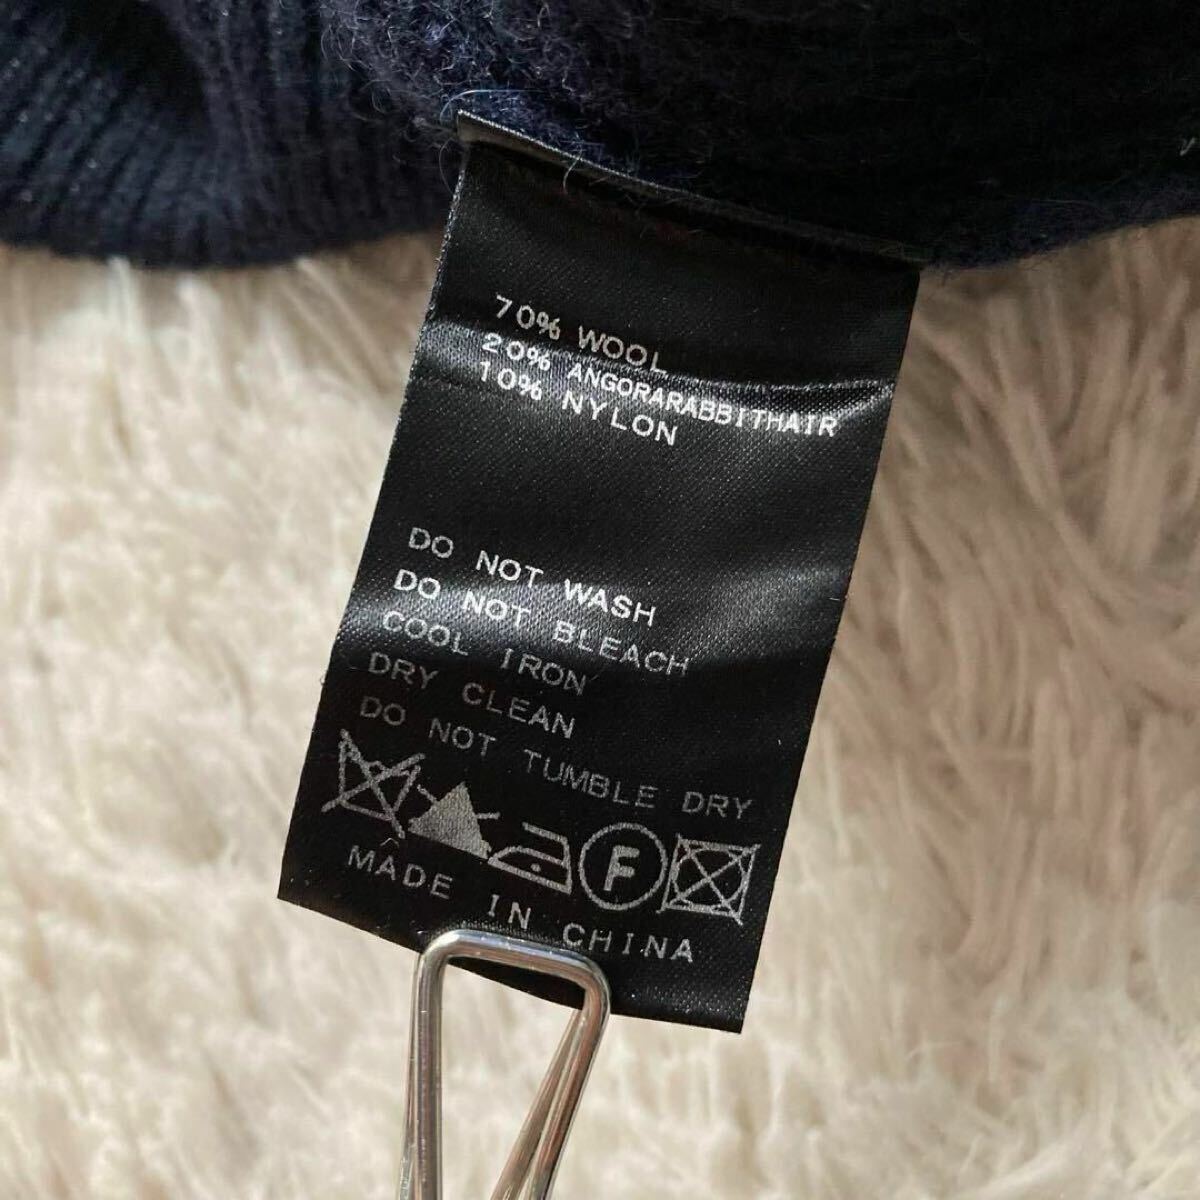 70% WOOL
20% ANGORARABBITHAIR
10% NYLON
DO NOT WASH
DO NOT BLEACH
COOL IRON
DRY CLEAN
DO NOT TUMBLE DRY
F
MADE IN CHINA